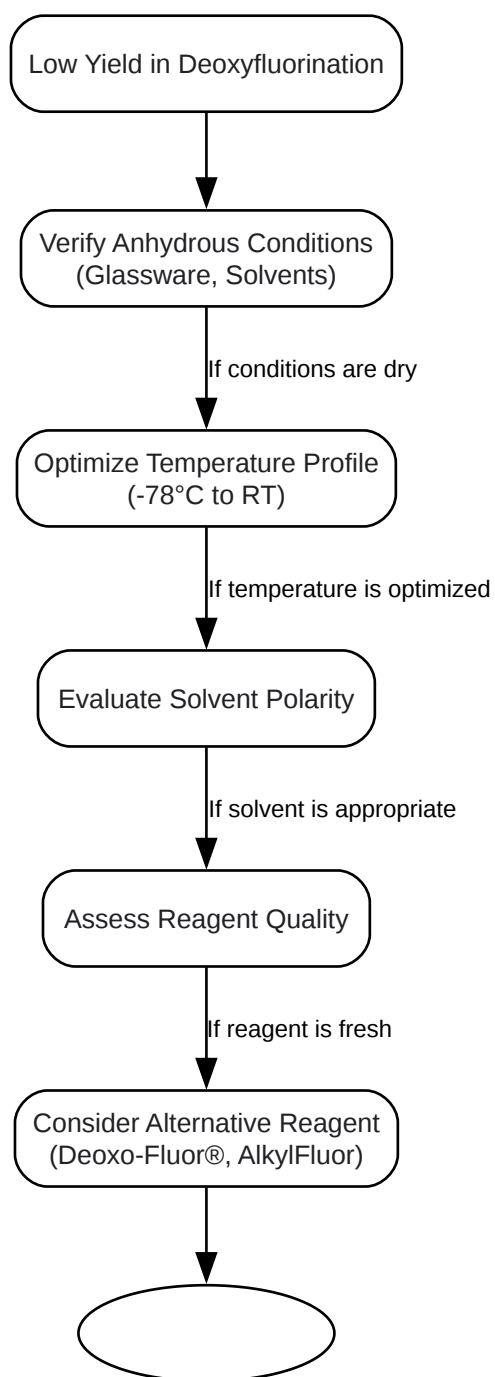 Low Yield in Deoxyfluorination
Verify Anhydrous Conditions
(Glassware, Solvents)
If conditions are dry
Optimize Temperature Profile
(-78°C to RT)
If temperature is optimized
Evaluate Solvent Polarity
If solvent is appropriate
Assess Reagent Quality
If reagent is fresh
Consider Alternative Reagent
(Deoxo-Fluor®, AlkylFluor)